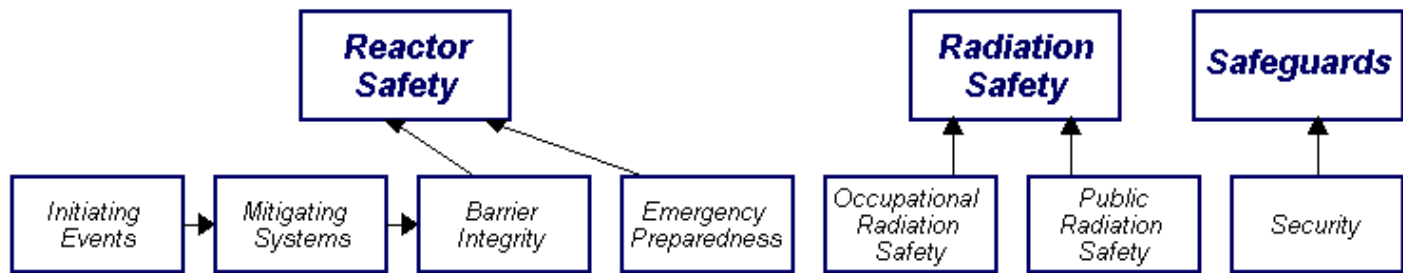 Reactor
Safety
Radiation
Safety
Safeguards
Initiating
Events
Mitigating
Systems
Barrier
Integrity
Emergency
Preparedness
Occupational
Radiation
Safety
Public
Radiation
Safety
Security